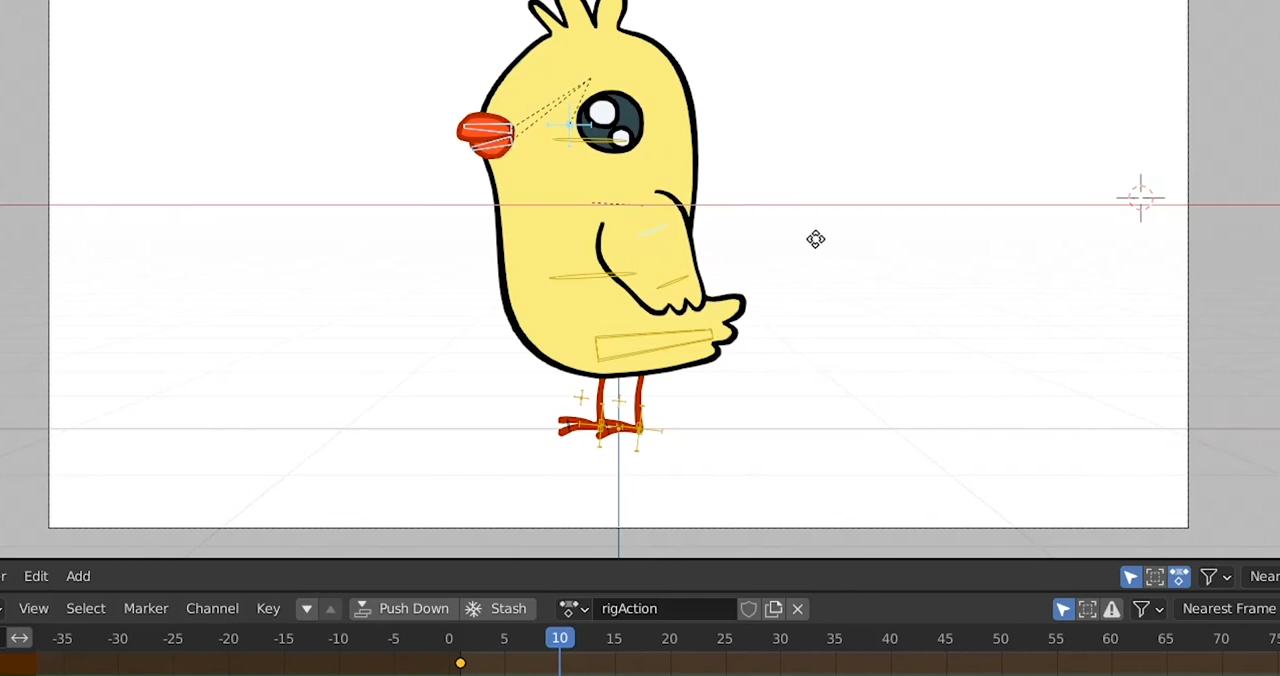 r Edit Add Near
View Select Marker Channel Key Push Down Stash rigAction Nearest Frame
-35 -30 -25 -20 -15 -10 -5 0 5 10 15 20 25 30 35 40 45 50 55 60 65 70 75